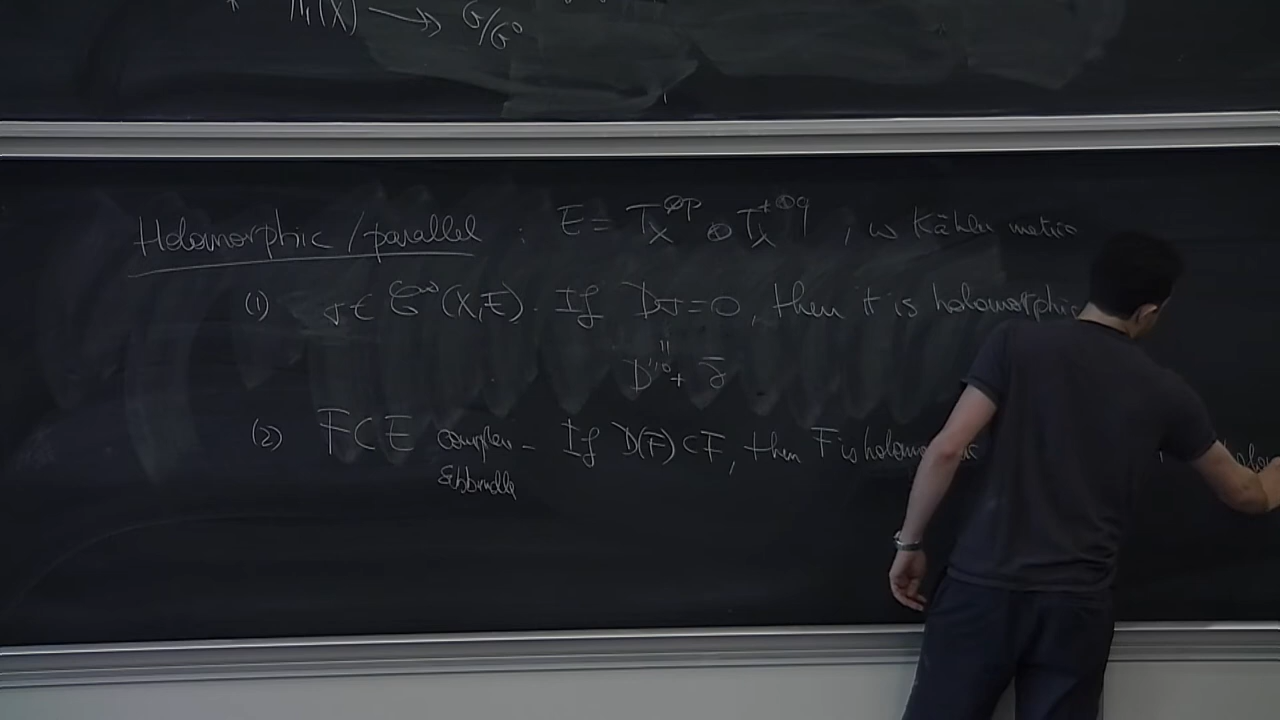 * π₁(X) ↠ G/G°
Holomorphic / parallel : E = T_X^{⊗p} ⊗ T_X^{*⊗q}, ω Kähler metric
(1) σ ∈ C^∞(X,E). If Dσ = 0, then it is holomorphic
"
D^{1,0} + ∂̄
(2) F ⊂ E complex - If D(F) ⊂ F, then F is holomo
subbundle